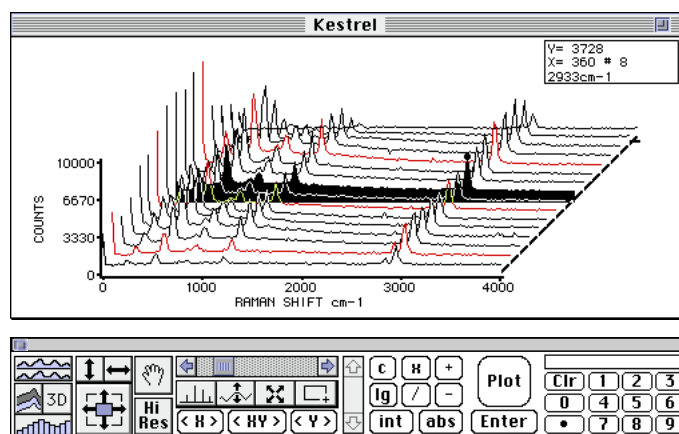 Kestrel
Y= 3728
X= 360 # 8
2933cm-1
10000
6670
3330
0
COUNTS
0 1000 2000 3000 4000
RAMAN SHIFT cm-1
3D
Hi
Res
< X > < XY > < Y >
c x +
lg / -
int abs
Plot
Enter
Clr 1 2 3
0 4 5 6
• 7 8 9